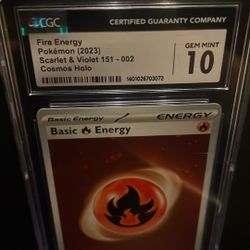 CGC
CERTIFIED GUARANTY COMPANY
Fire Energy
Pokémon (2023)
Scarlet & Violet 151 - 002
Cosmos Holo
GEM MINT
10
1401026703072
Basic Energy
ENERGY
Basic Energy